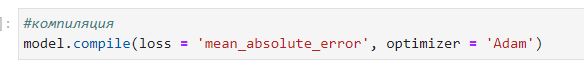 ]: #компиляция
model.compile(loss = 'mean_absolute_error', optimizer = 'Adam')